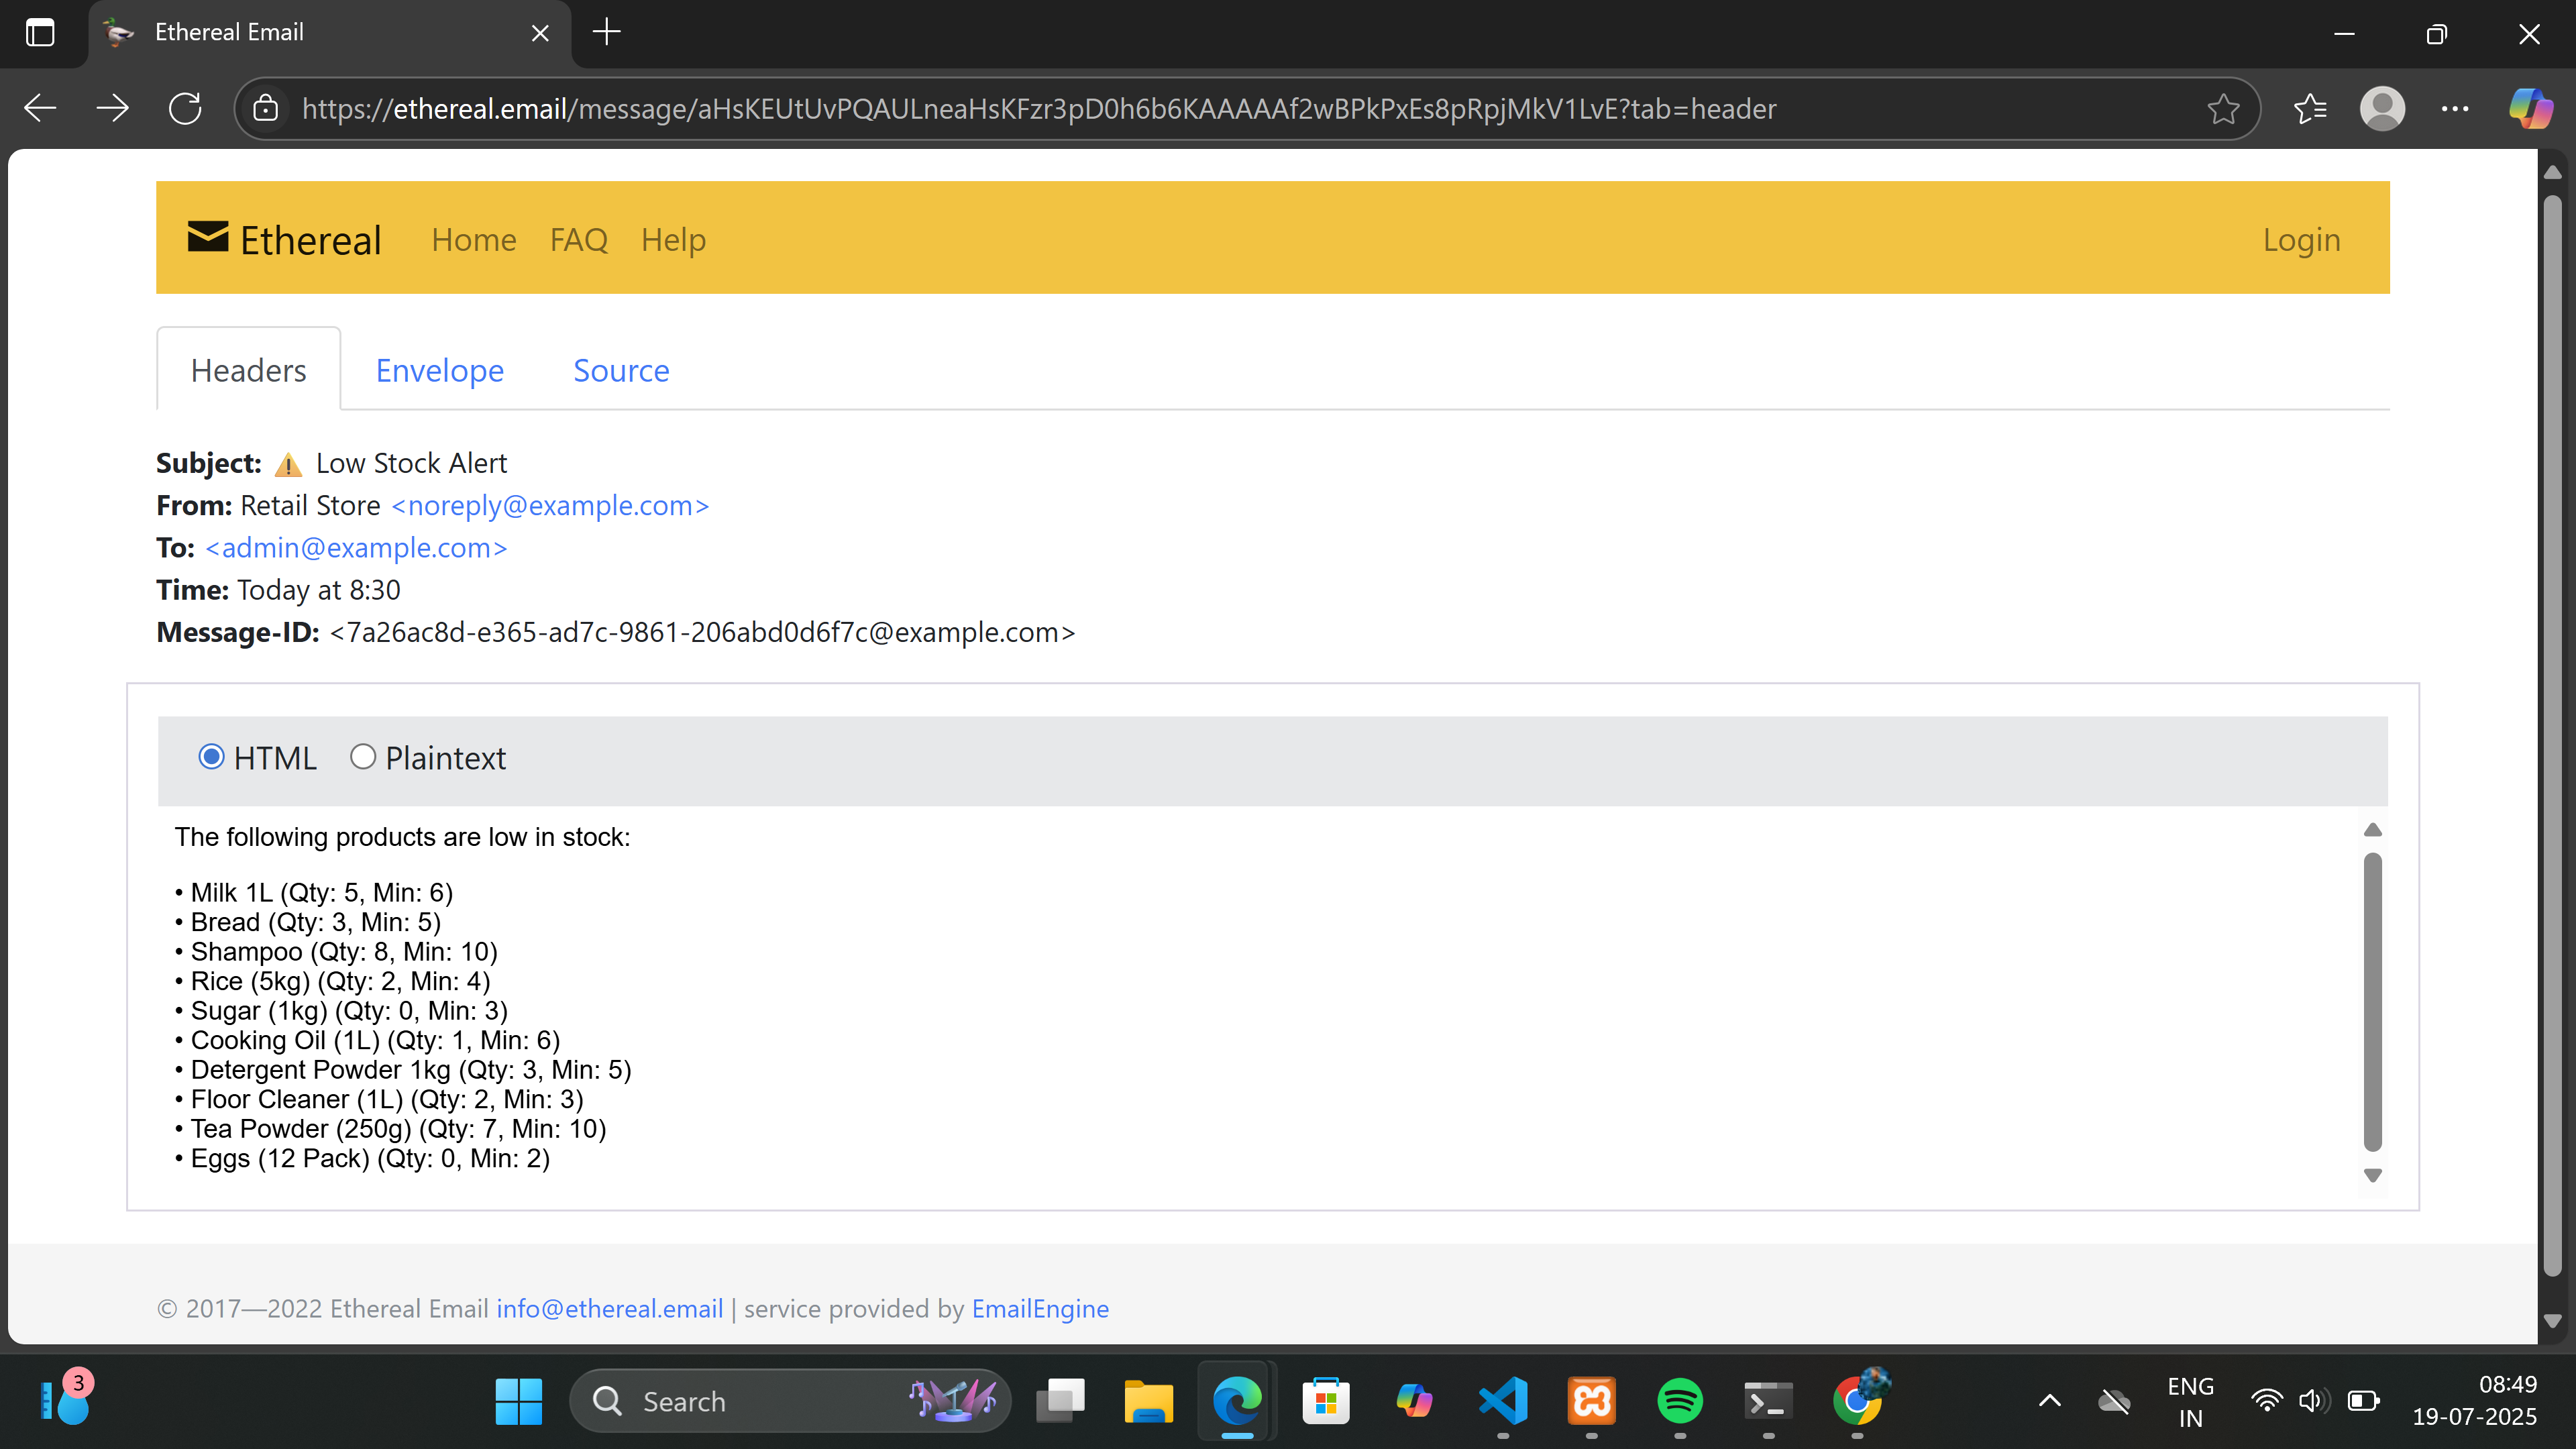 Ethereal Email
https://ethereal.email/message/aHsKEUtUvPQAULneaHsKFzr3pD0h6b6KAAAAAAf2wBPkPxEs8pRpjMkV1LvE?tab=header
Ethereal Home FAQ Help Login
Headers Envelope Source
Subject: ⚠ Low Stock Alert
From: Retail Store <noreply@example.com>
To: <admin@example.com>
Time: Today at 8:30
Message-ID: <7a26ac8d-e365-ad7c-9861-206abd0d6f7c@example.com>
HTML Plaintext
The following products are low in stock:
• Milk 1L (Qty: 5, Min: 6)
• Bread (Qty: 3, Min: 5)
• Shampoo (Qty: 8, Min: 10)
• Rice (5kg) (Qty: 2, Min: 4)
• Sugar (1kg) (Qty: 0, Min: 3)
• Cooking Oil (1L) (Qty: 1, Min: 6)
• Detergent Powder 1kg (Qty: 3, Min: 5)
• Floor Cleaner (1L) (Qty: 2, Min: 3)
• Tea Powder (250g) (Qty: 7, Min: 10)
• Eggs (12 Pack) (Qty: 0, Min: 2)
© 2017—2022 Ethereal Email info@ethereal.email | service provided by EmailEngine
3
Search
ENG
IN
08:49
19-07-2025